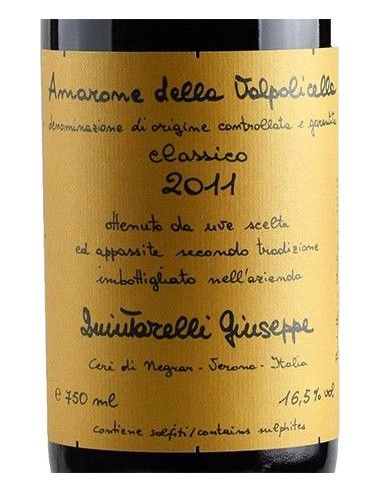 Amarone della Valpolicella
denominazione di origine controllata e garantita
classico
2011
ottenuto da uve scelte
ed appassite secondo tradizione
imbottigliato nell'azienda
Quintarelli Giuseppe
Cerè di Negrar - Verona - Italia
e 750 ml 16,5% vol
contiene solfiti/contains sulphites